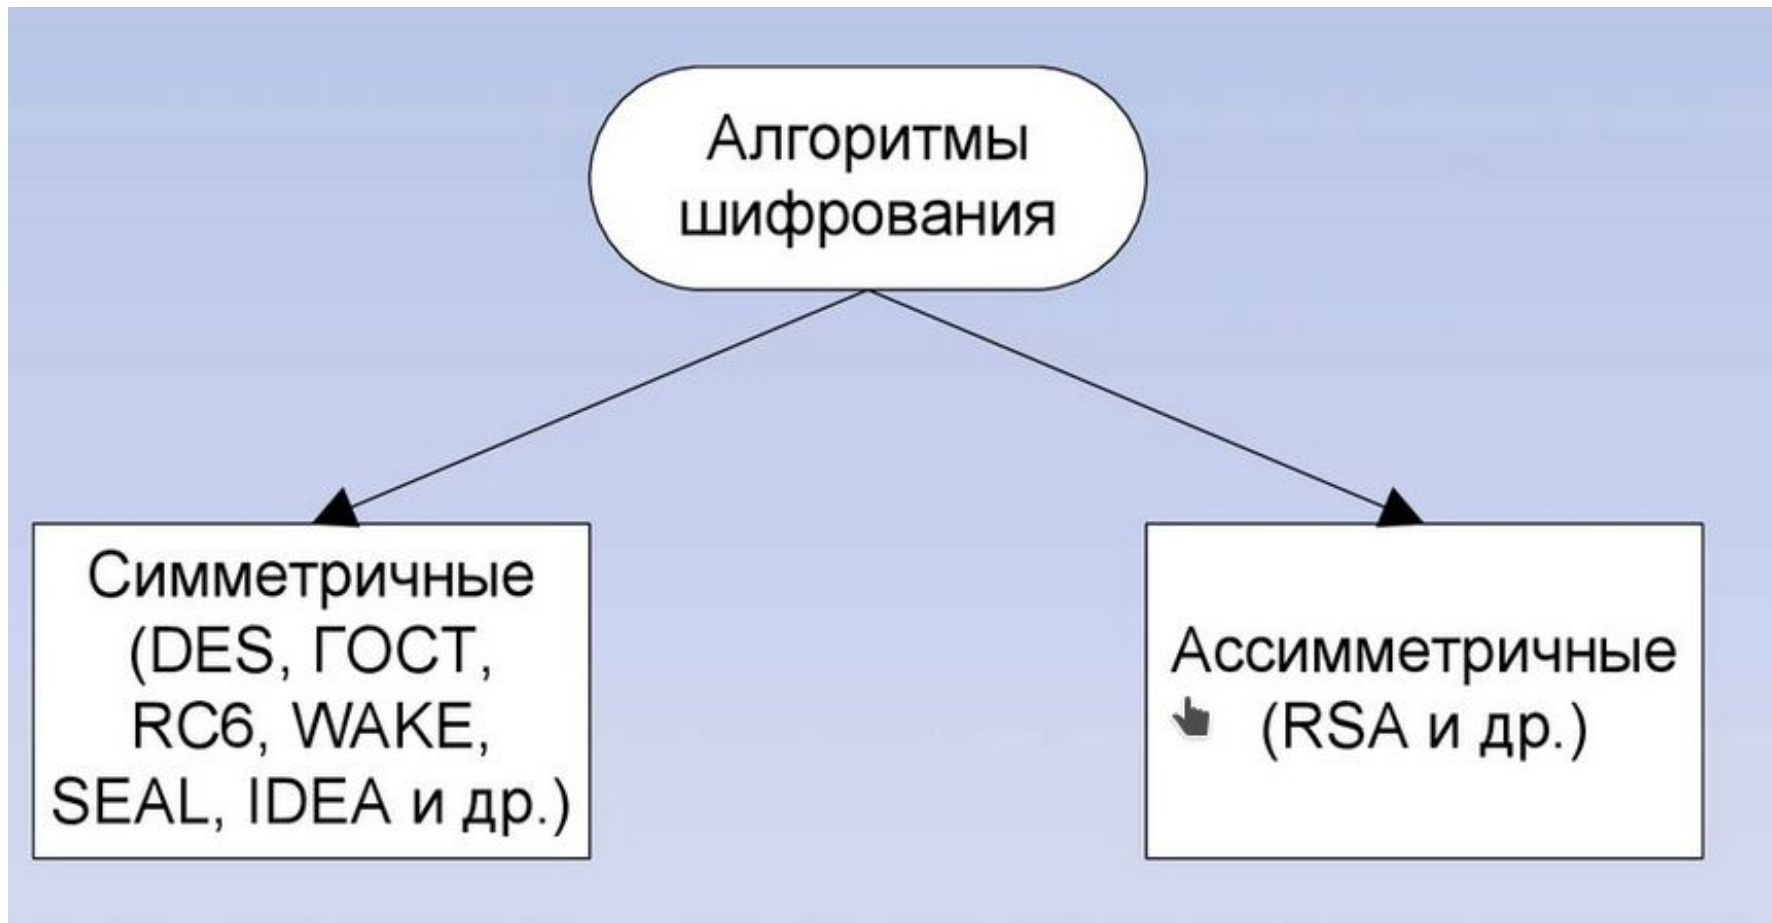 Алгоритмы
шифрования
Симметричные
(DES, ГОСТ,
RC6, WAKE,
SEAL, IDEA и др.)
Ассимметричные
(RSA и др.)